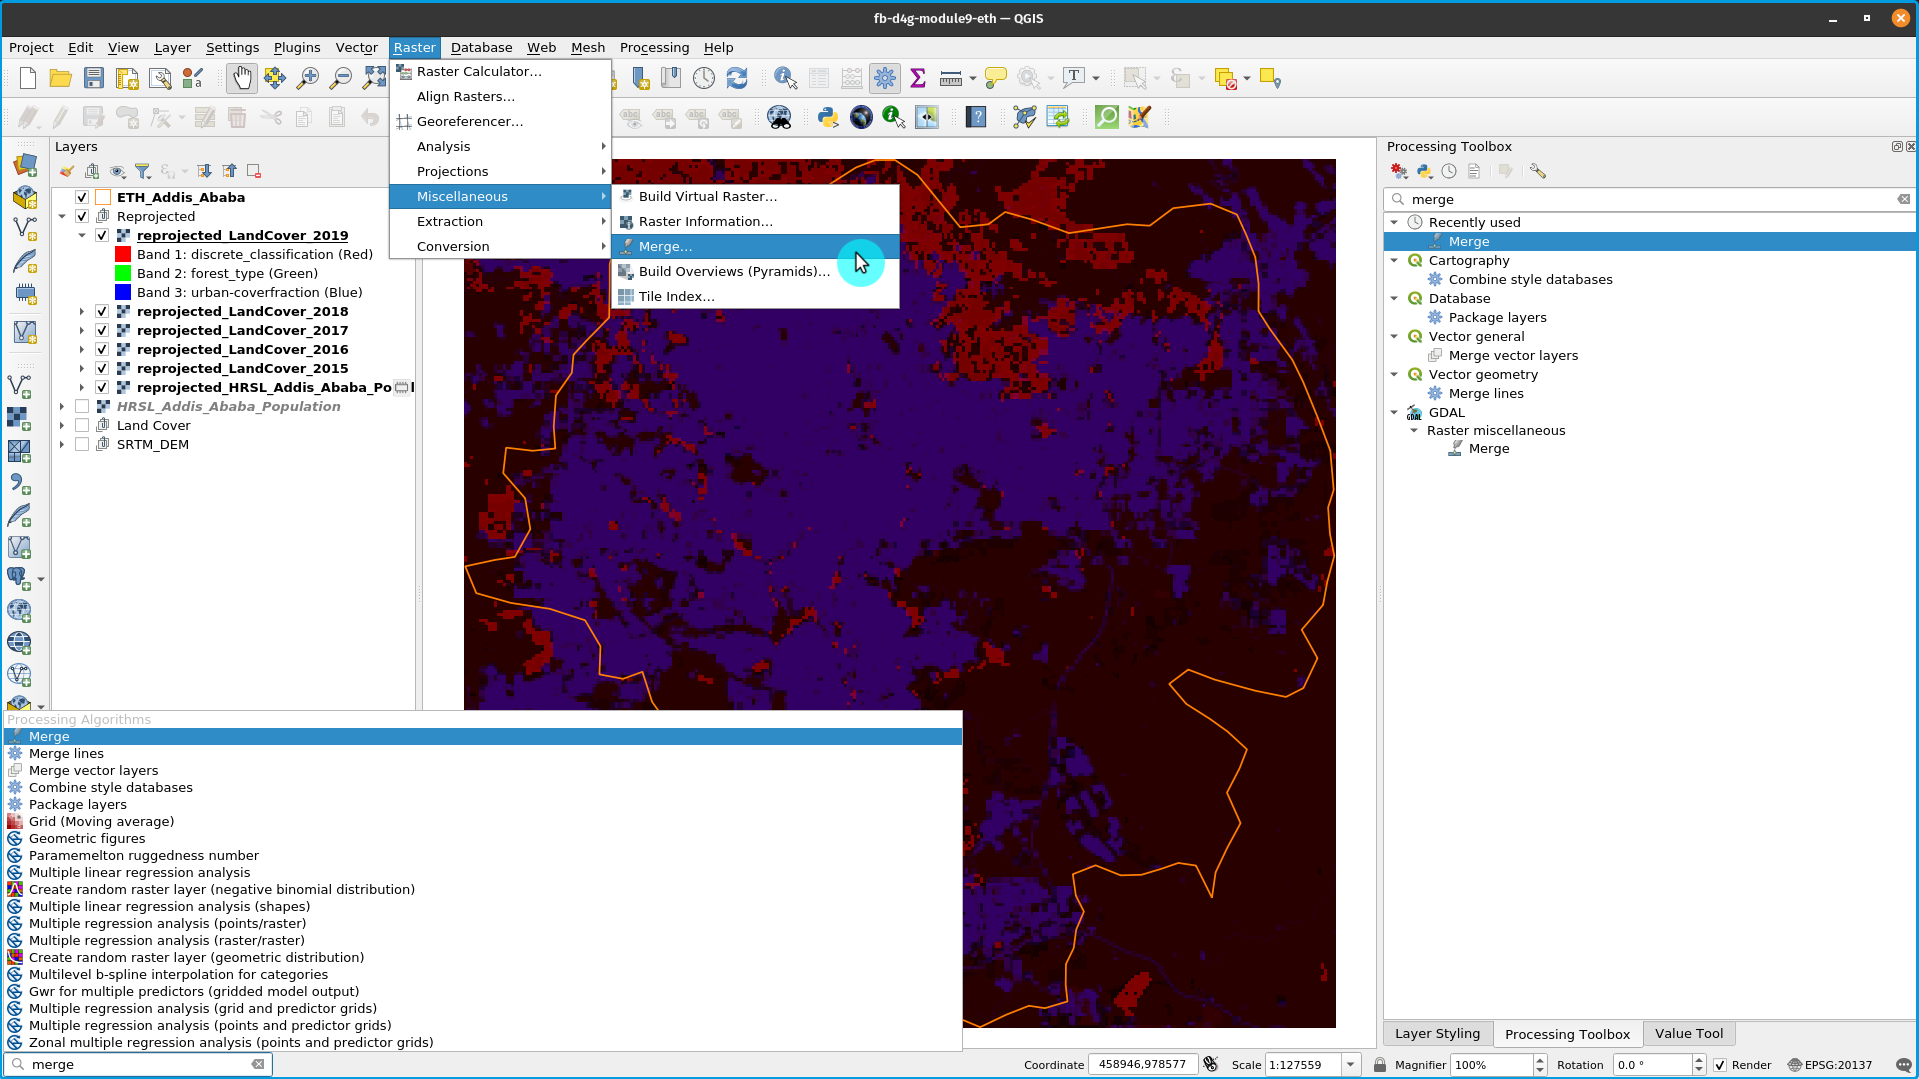 fb-d4g-module9-eth — QGIS
Project Edit View Layer Settings Plugins Vector Raster Database Web Mesh Processing Help
Raster Calculator...
Align Rasters...
Georeferencer...
Analysis
Projections
Miscellaneous
Extraction
Conversion
Build Virtual Raster...
Raster Information...
Merge...
Build Overviews (Pyramids)...
Tile Index...
Layers
ETH_Addis_Ababa
Reprojected
reprojected_LandCover_2019
Band 1: discrete_classification (Red)
Band 2: forest_type (Green)
Band 3: urban-coverfraction (Blue)
reprojected_LandCover_2018
reprojected_LandCover_2017
reprojected_LandCover_2016
reprojected_LandCover_2015
reprojected_HRSL_Addis_Ababa_Po
HRSL_Addis_Ababa_Population
Land Cover
SRTM_DEM
Processing Toolbox
merge
Recently used
Merge
Cartography
Combine style databases
Database
Package layers
Vector general
Merge vector layers
Vector geometry
Merge lines
GDAL
Raster miscellaneous
Merge
Processing Algorithms
Merge
Merge lines
Merge vector layers
Combine style databases
Package layers
Grid (Moving average)
Geometric figures
Paramemelton ruggedness number
Multiple linear regression analysis
Create random raster layer (negative binomial distribution)
Multiple linear regression analysis (shapes)
Multiple regression analysis (points/raster)
Multiple regression analysis (raster/raster)
Create random raster layer (geometric distribution)
Multilevel b-spline interpolation for categories
Gwr for multiple predictors (gridded model output)
Multiple regression analysis (grid and predictor grids)
Multiple regression analysis (points and predictor grids)
Zonal multiple regression analysis (points and predictor grids)
Layer Styling Processing Toolbox Value Tool
merge
Coordinate 458946,978577 Scale 1:127559 Magnifier 100% Rotation 0.0 ° Render EPSG:20137